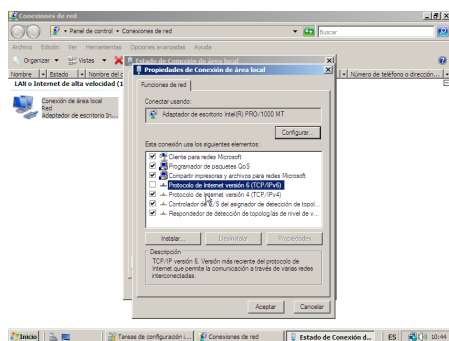 Conexiones de red
Panel de control
Conexiones de red
Buscar
Archivo Edición Ver Herramientas Opciones avanzadas Ayuda
Organizar Vistas
Estado de Conexión de área local
Nombre Estado Nombre del Número de teléfono o dirección...
LAN o Internet de alta velocidad (1
Conexión de área local
Red
Adaptador de escritorio In...
Propiedades de Conexión de área local
Funciones de red
Conectar usando:
Adaptador de escritorio Intel(R) PRO/1000 MT
Configurar...
Esta conexión usa los siguientes elementos:
Cliente para redes Microsoft
Programador de paquetes QoS
Compartir impresoras y archivos para redes Microsoft
Protocolo de Internet versión 6 (TCP/IPv6)
Protocolo de Internet versión 4 (TCP/IPv4)
Controlador de E/S del asignador de detección de topol...
Respondedor de detección de topologías de nivel de v...
Instalar... Desinstalar Propiedades
Descripción
TCP/IP versión 6. Versión más reciente del protocolo de
Internet que permite la comunicación a través de varias redes
interconectadas.
Aceptar Cancelar
Inicio Tareas de configuración i... Conexiones de red Estado de Conexión d... ES 10:44